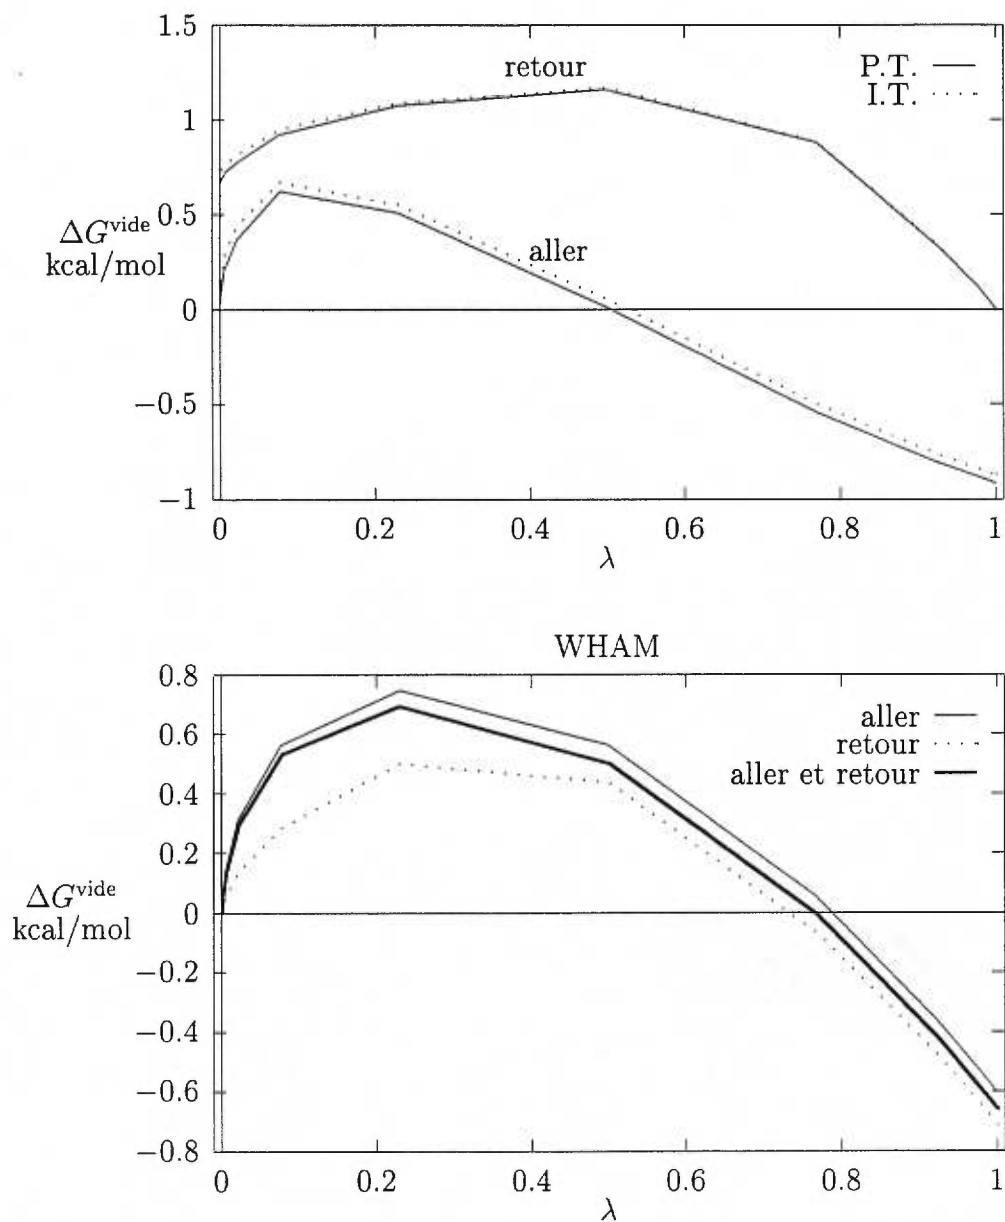 1.5
retour
P.T.
I.T.
1
0.5
ΔG^vide
kcal/mol
aller
0
−0.5
−1
0 0.2 0.4 0.6 0.8 1
λ
WHAM
0.8
aller
retour
aller et retour
0.6
0.4
0.2
ΔG^vide
kcal/mol
0
−0.2
−0.4
−0.6
−0.8
0 0.2 0.4 0.6 0.8 1
λ